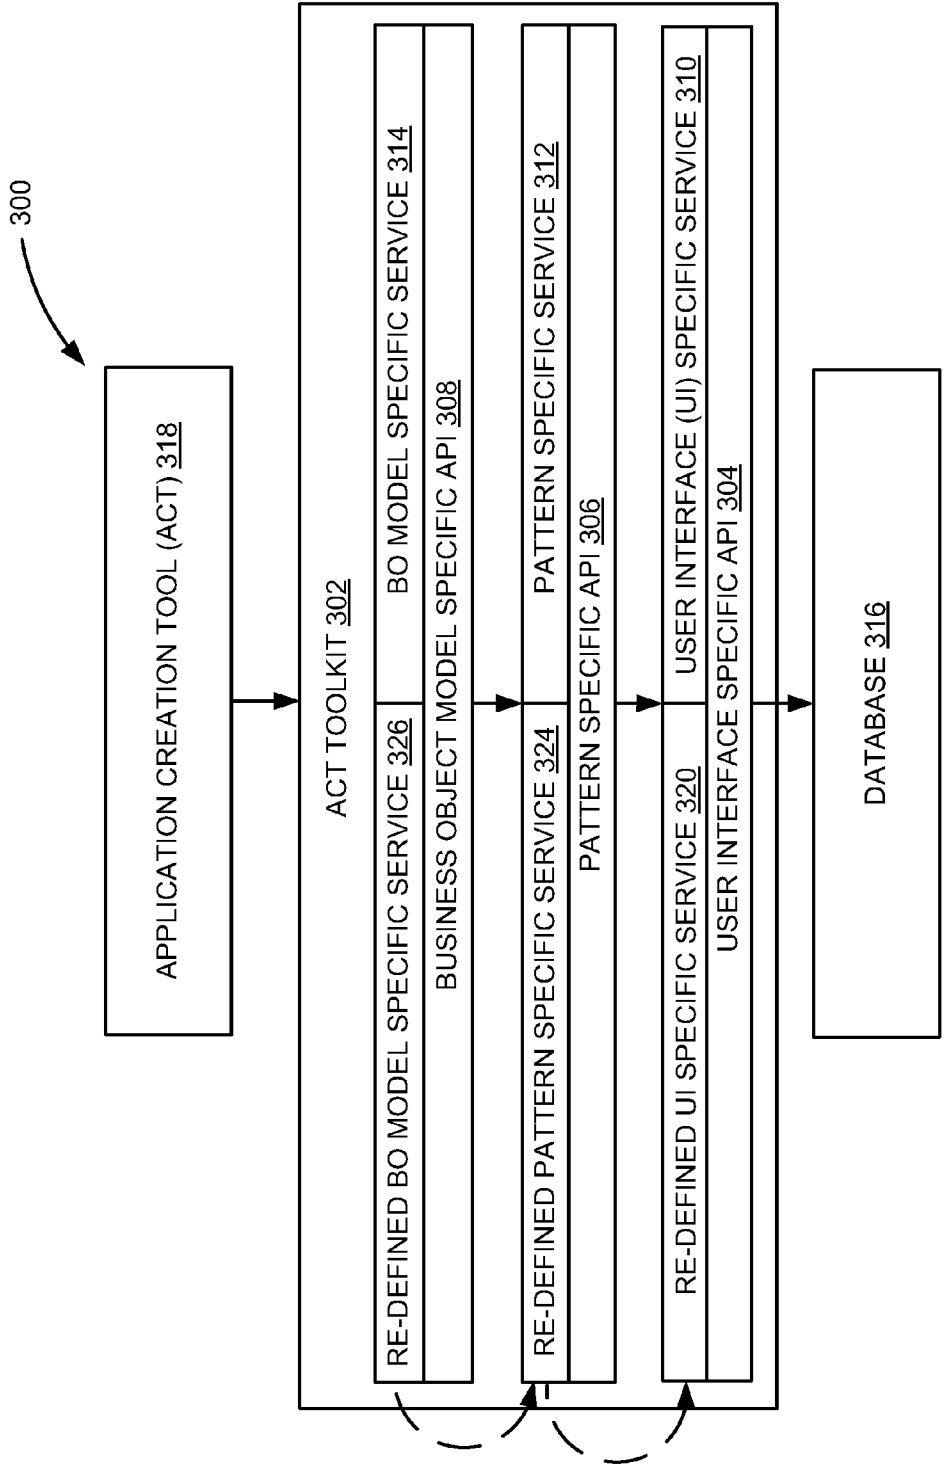 300
APPLICATION CREATION TOOL (ACT) 318
ACT TOOLKIT 302
RE-DEFINED BO MODEL SPECIFIC SERVICE 326
BO MODEL SPECIFIC SERVICE 314
BUSINESS OBJECT MODEL SPECIFIC API 308
RE-DEFINED PATTERN SPECIFIC SERVICE 324
PATTERN SPECIFIC SERVICE 312
PATTERN SPECIFIC API 306
RE-DEFINED UI SPECIFIC SERVICE 320
USER INTERFACE (UI) SPECIFIC SERVICE 310
USER INTERFACE SPECIFIC API 304
DATABASE 316